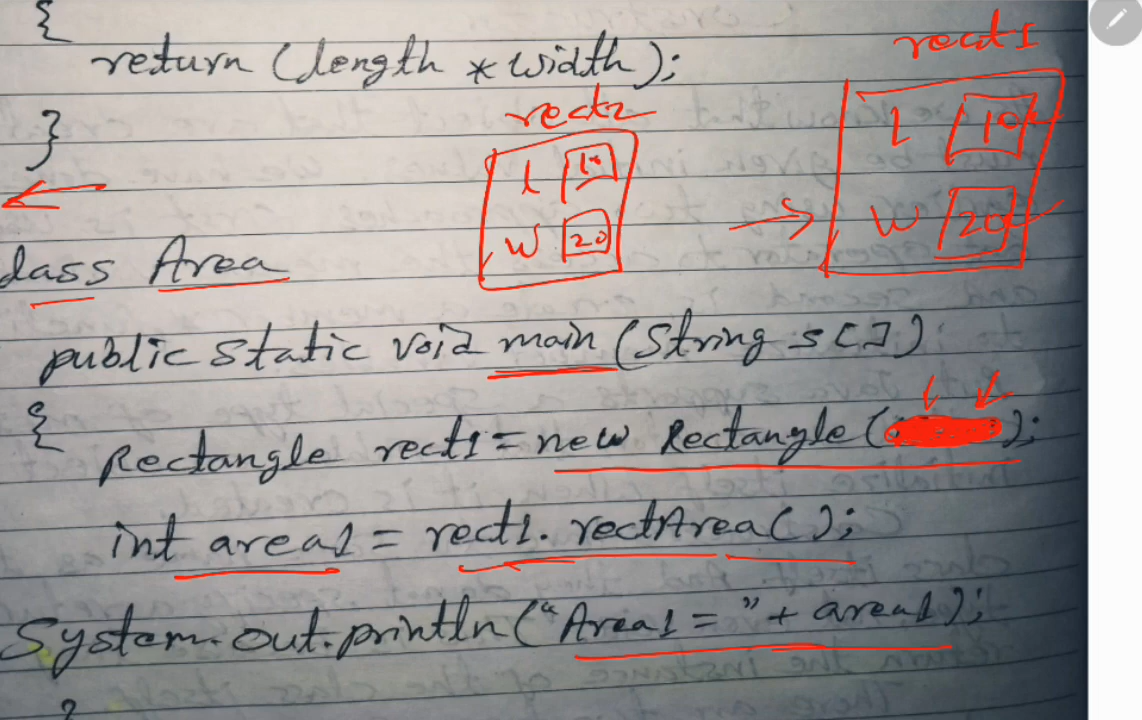 {
return (length * width);
}
rect1
l 10
w 20
rect2
l 10
w 20
class Area
public static void main (String s[])
{
Rectangle rect1 = new Rectangle ( );
int area1 = rect1. rectArea();
System.out.println ("Area1 = " + area1);
}